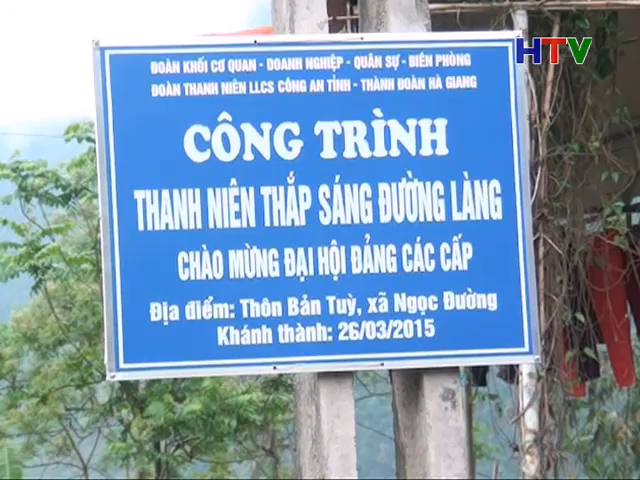 HTV
ĐOÀN KHỐI CƠ QUAN - DOANH NGHIỆP - QUÂN SỰ - BIÊN PHÒNG
ĐOÀN THANH NIÊN LLCS CÔNG AN TỈNH - THÀNH ĐOÀN HÀ GIANG
CÔNG TRÌNH
THANH NIÊN THẮP SÁNG ĐƯỜNG LÀNG
CHÀO MỪNG ĐẠI HỘI ĐẢNG CÁC CẤP
Địa điểm: Thôn Bản Tuỳ, xã Ngọc Đường
Khánh thành: 26/03/2015